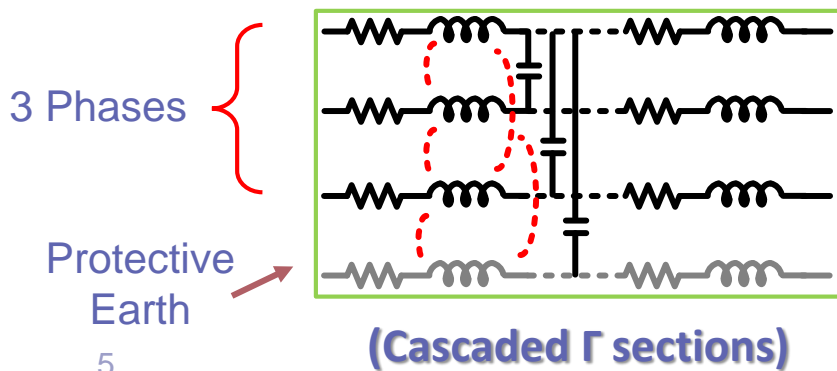 3 Phases
Protective
Earth
5
(Cascaded Γ sections)